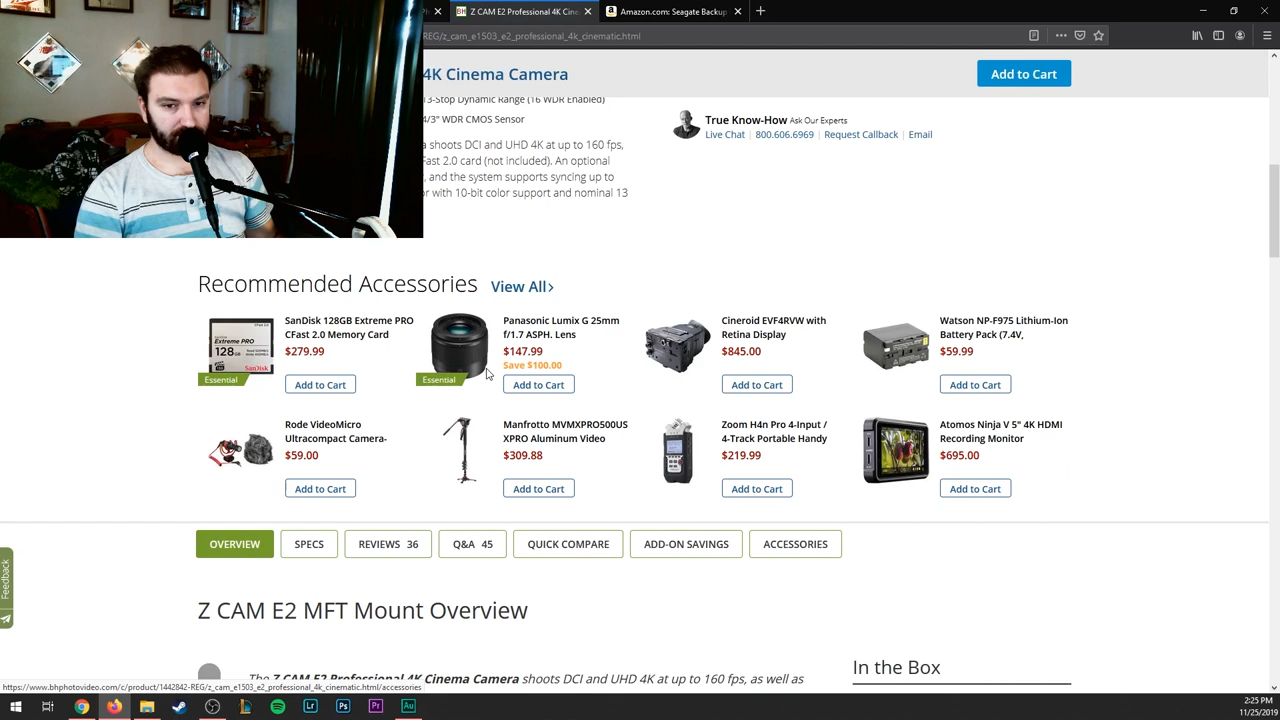 Z CAM E2 Professional 4K Cine
Amazon.com: Seagate Backup
REG/z_cam_e1503_e2_professional_4k_cinematic.html
4K Cinema Camera
Add to Cart
13-Stop Dynamic Range (16 WDR Enabled)
4/3" WDR CMOS Sensor
a shoots DCI and UHD 4K at up to 160 fps,
Fast 2.0 card (not included). An optional
, and the system supports syncing up to
or with 10-bit color support and nominal 13
True Know-How Ask Our Experts
Live Chat | 800.606.6969 | Request Callback | Email
Recommended Accessories View All>
SanDisk 128GB Extreme PRO
CFast 2.0 Memory Card
$279.99
Essential
Add to Cart
Panasonic Lumix G 25mm
f/1.7 ASPH. Lens
$147.99
Save $100.00
Essential
Add to Cart
Cineroid EVF4RVW with
Retina Display
$845.00
Add to Cart
Watson NP-F975 Lithium-Ion
Battery Pack (7.4V,
$59.99
Add to Cart
Rode VideoMicro
Ultracompact Camera-
$59.00
Add to Cart
Manfrotto MVMXPRO500US
XPRO Aluminum Video
$309.88
Add to Cart
Zoom H4n Pro 4-Input /
4-Track Portable Handy
$219.99
Add to Cart
Atomos Ninja V 5" 4K HDMI
Recording Monitor
$695.00
Add to Cart
OVERVIEW
SPECS
REVIEWS 36
Q&A 45
QUICK COMPARE
ADD-ON SAVINGS
ACCESSORIES
Feedback
Z CAM E2 MFT Mount Overview
In the Box
The Z CAM E2 Professional 4K Cinema Camera shoots DCI and UHD 4K at up to 160 fps, as well as
https://www.bhphotovideo.com/c/product/1442842-REG/z_cam_e1503_e2_professional_4k_cinematic.html/accessories
2:25 PM
11/25/2019